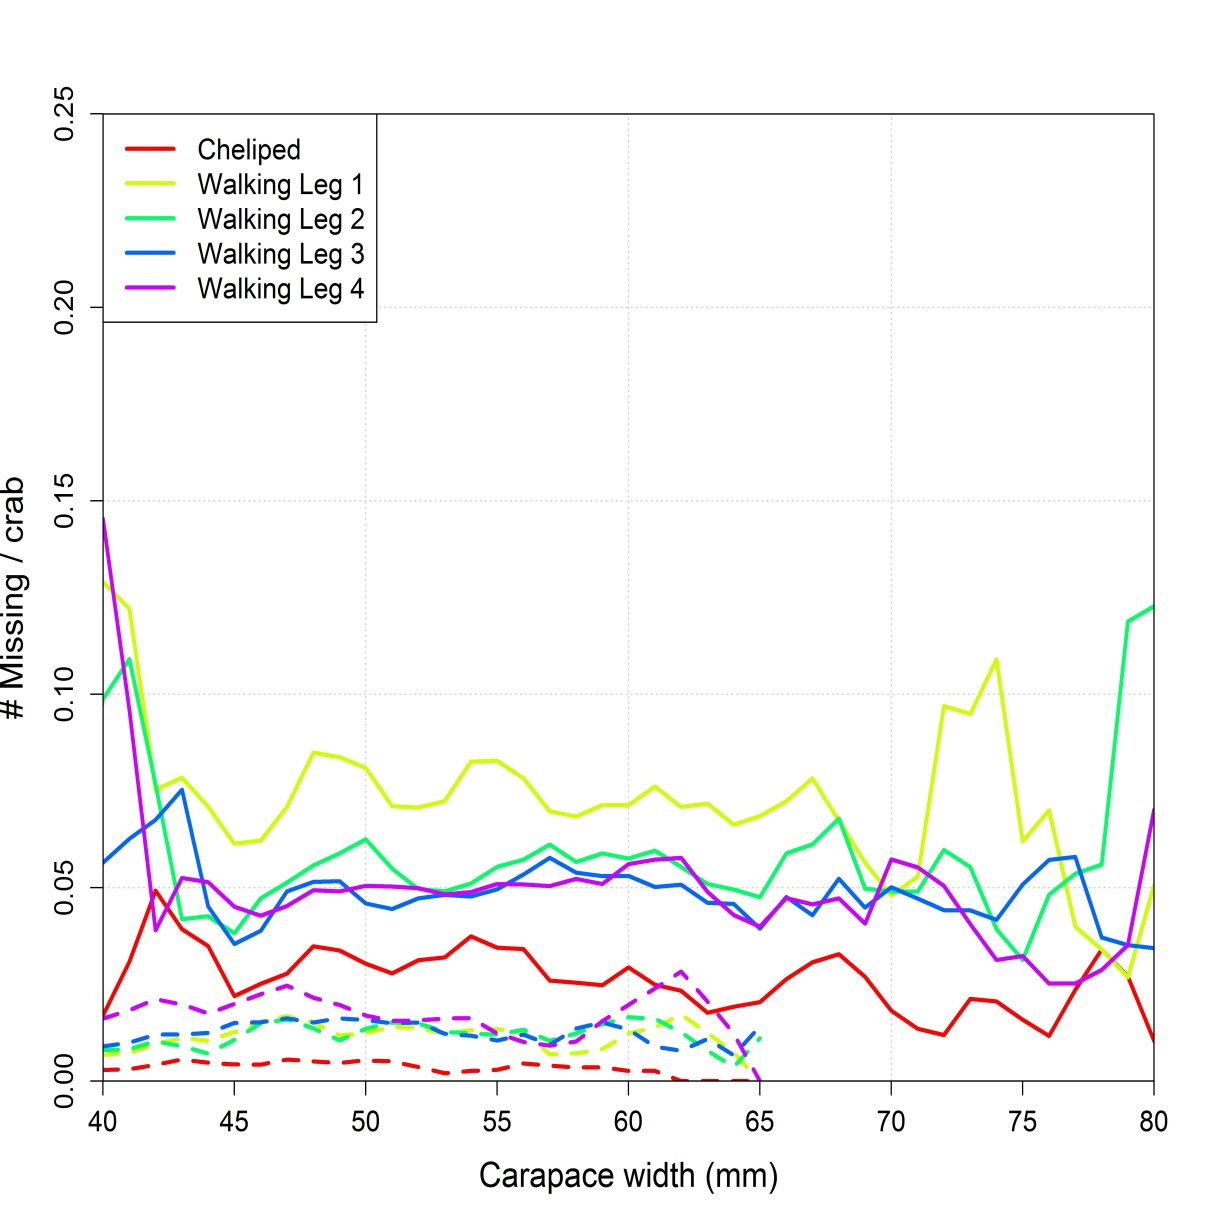 0.25
0.20
0.15
0.10
0.05
0.00
# Missing / crab
Cheliped
Walking Leg 1
Walking Leg 2
Walking Leg 3
Walking Leg 4
40 45 50 55 60 65 70 75 80
Carapace width (mm)